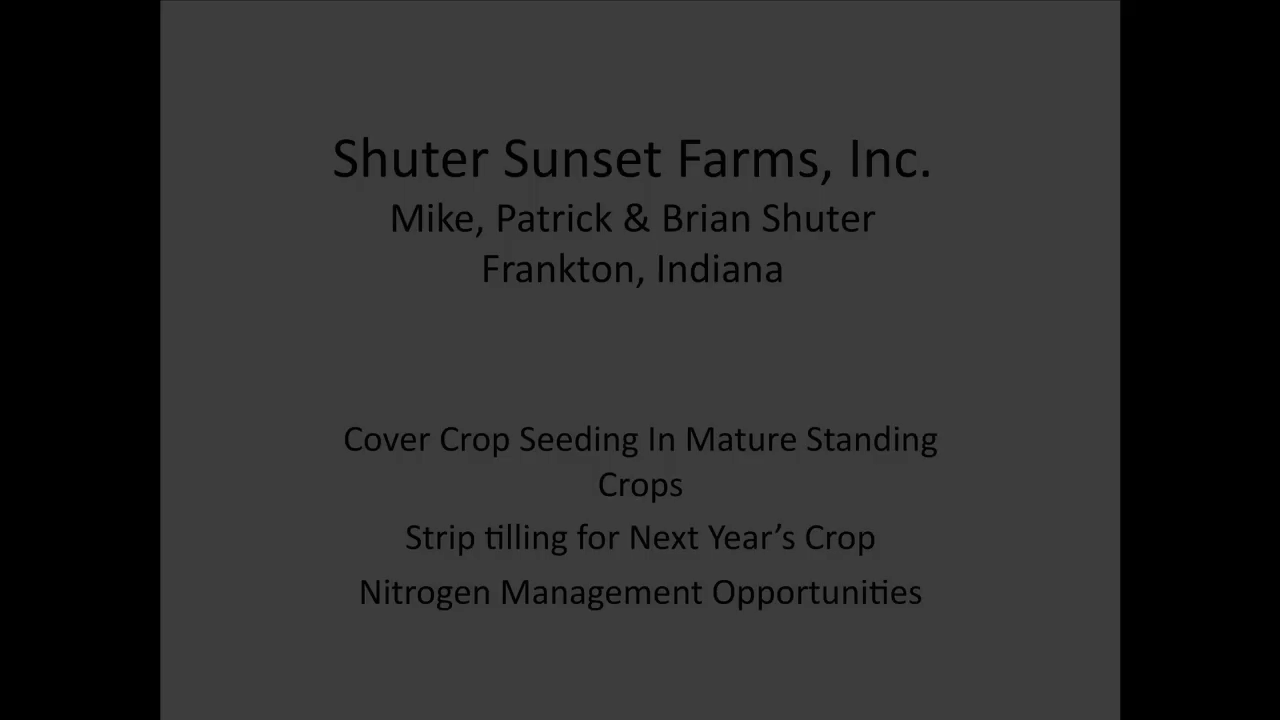 Shuter Sunset Farms, Inc.
Mike, Patrick & Brian Shuter
Frankton, Indiana
Cover Crop Seeding In Mature Standing
Crops
Strip tilling for Next Year’s Crop
Nitrogen Management Opportunities